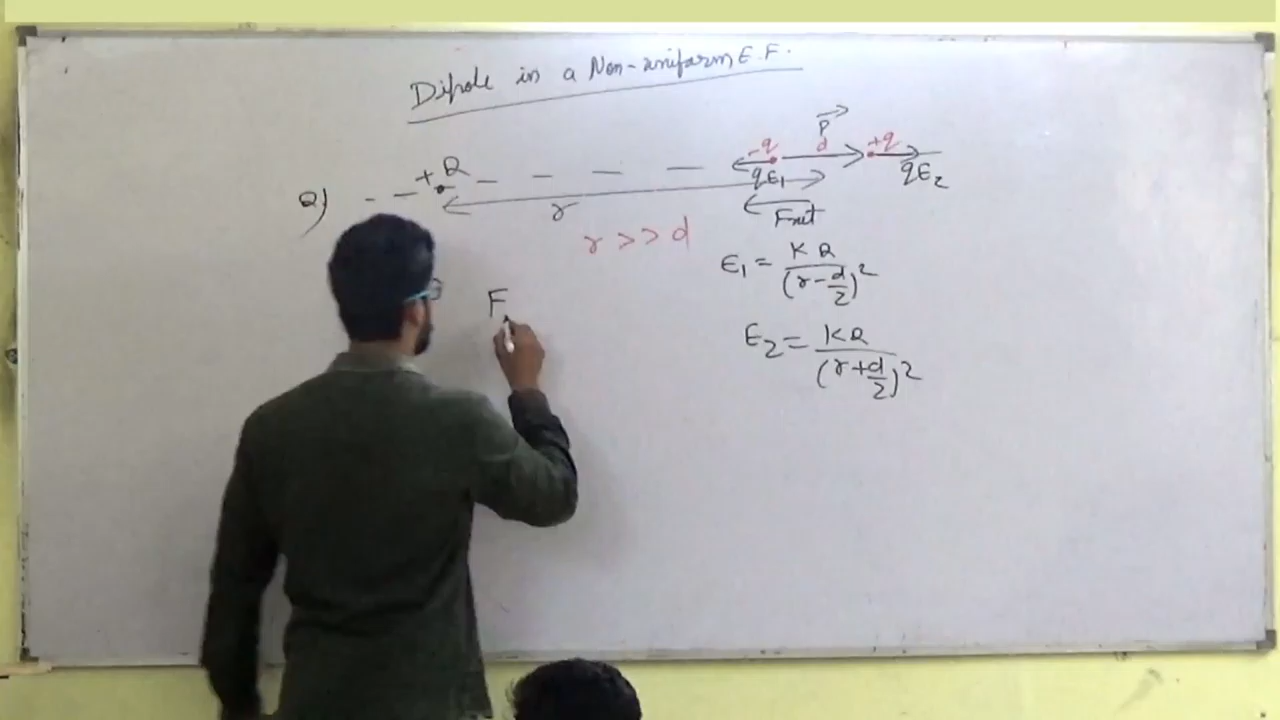 Dipole in a Non-uniform E.F.
P
-q d +q
+Q
Q)
qE₁ qE₂
r
Fnet
r >> d
E₁ = KQ/(r-d/2)²
F
E₂ = KQ/(r+d/2)²